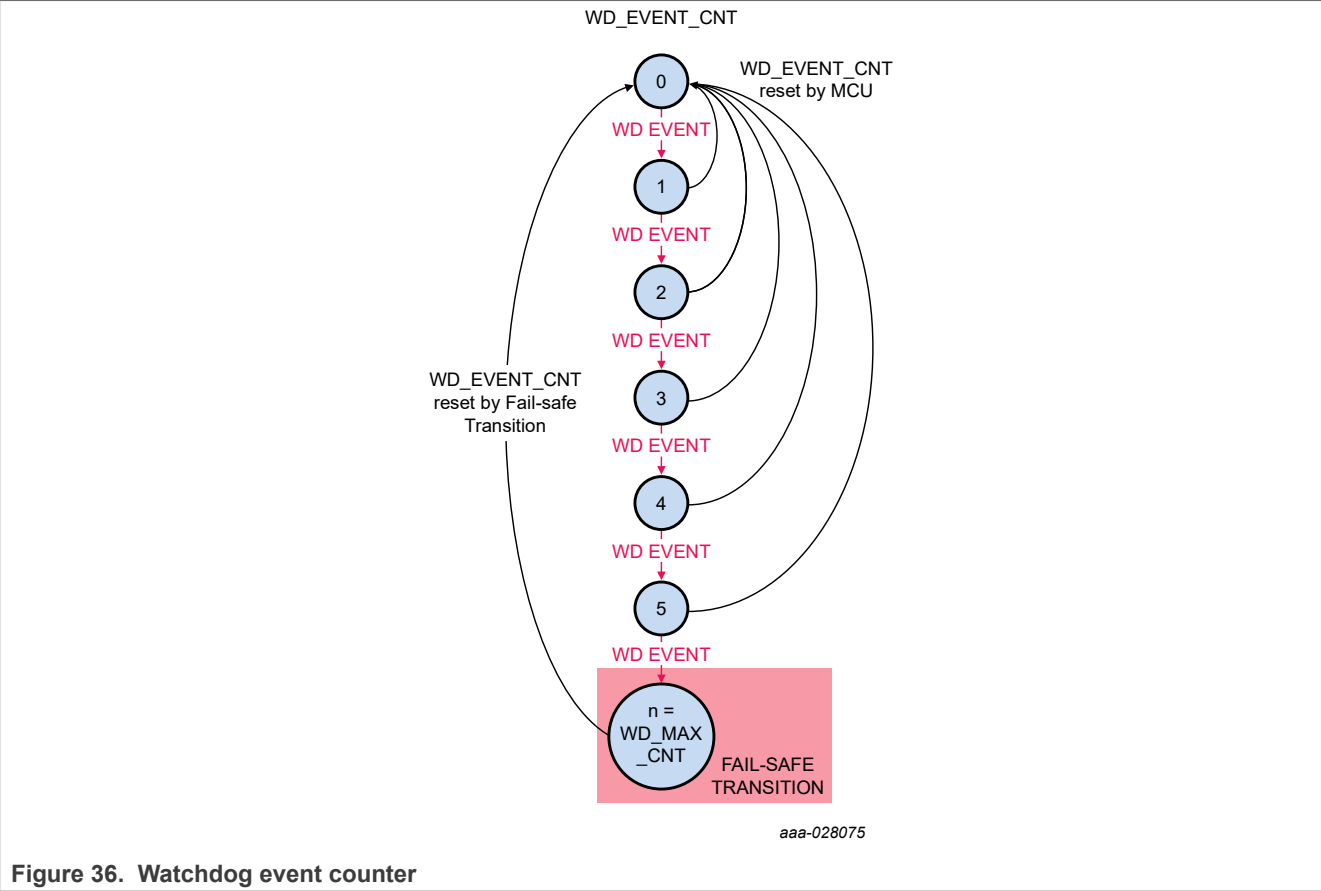 WD_EVENT_CNT
0
WD_EVENT_CNT
reset by MCU
WD EVENT
1
WD EVENT
2
WD EVENT
3
WD_EVENT_CNT
reset by Fail-safe
Transition
WD EVENT
4
WD EVENT
5
WD EVENT
n =
WD_MAX
_CNT
FAIL-SAFE
TRANSITION
aaa-028075
Figure 36. Watchdog event counter